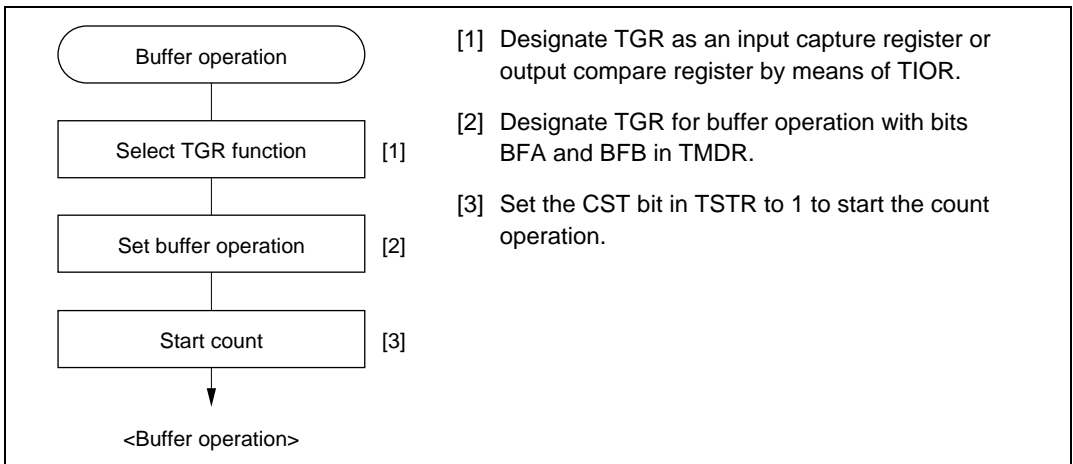 Buffer operation
Select TGR function
[1]
Set buffer operation
[2]
Start count
[3]
<Buffer operation>
[1] Designate TGR as an input capture register or
output compare register by means of TIOR.
[2] Designate TGR for buffer operation with bits
BFA and BFB in TMDR.
[3] Set the CST bit in TSTR to 1 to start the count
operation.